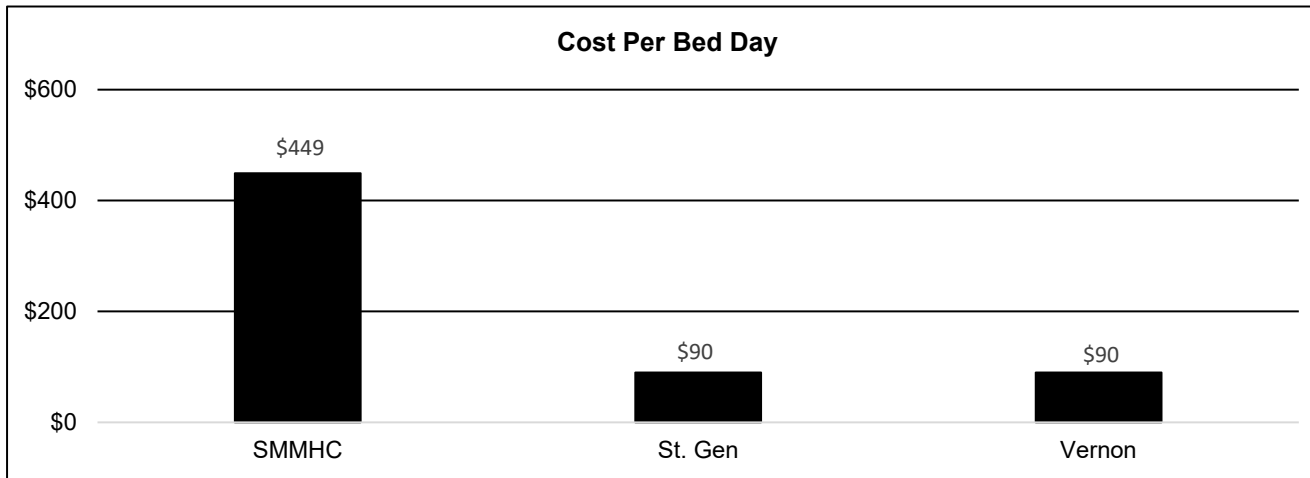 Cost Per Bed Day
$600
$449
$400
$200
$90
$90
$0
SMMHC
St. Gen
Vernon